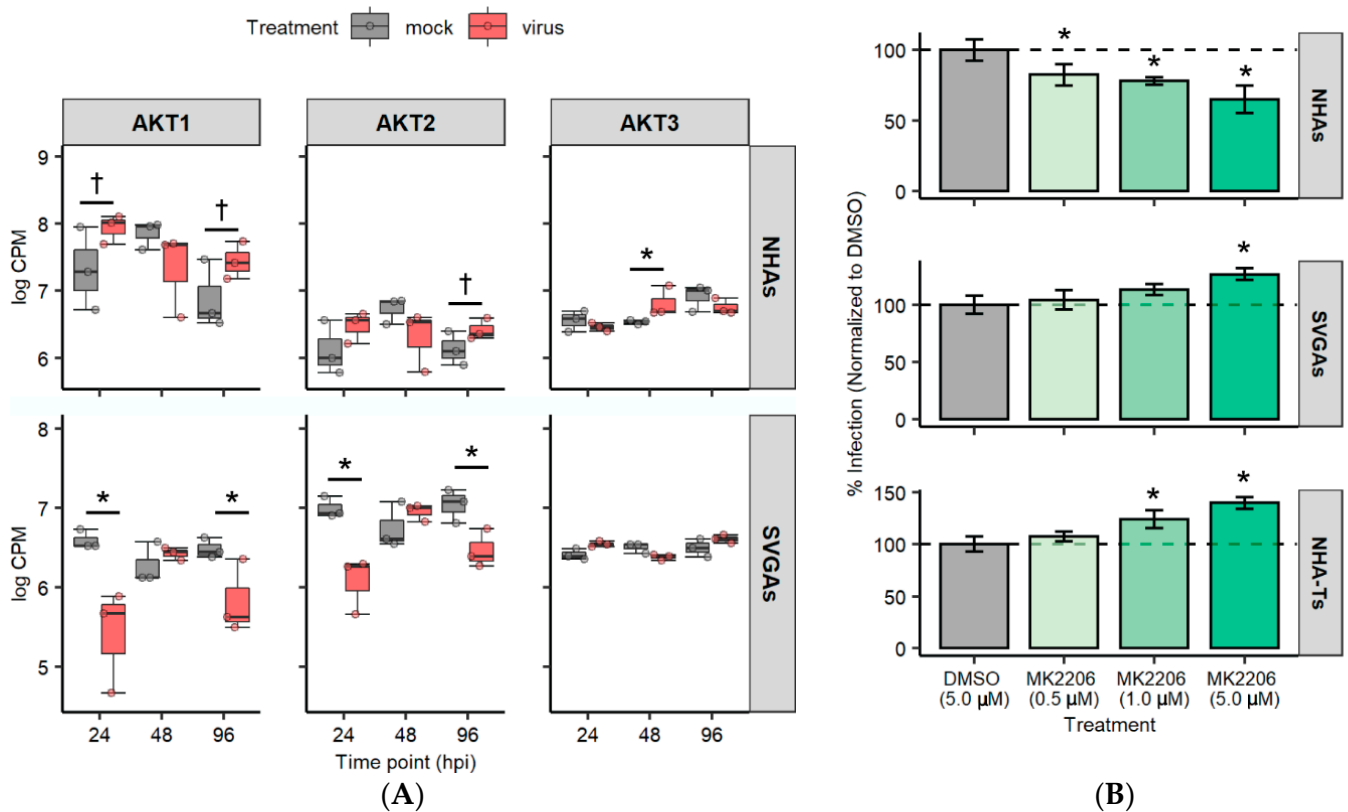 Treatment mock virus
AKT1 AKT2 AKT3
log CPM
9
8
7
6
† †
†
*
NHAs
log CPM
8
7
6
5
* *
* *
SVGAs
24 48 96 24 48 96 24 48 96
Time point (hpi)
(A)
% Infection (Normalized to DMSO)
100
50
0
* * *
NHAs
100
50
0
*
SVGAs
150
100
50
0
* *
NHA-Ts
DMSO MK2206 MK2206 MK2206
(5.0 µM) (0.5 µM) (1.0 µM) (5.0 µM)
Treatment
(B)